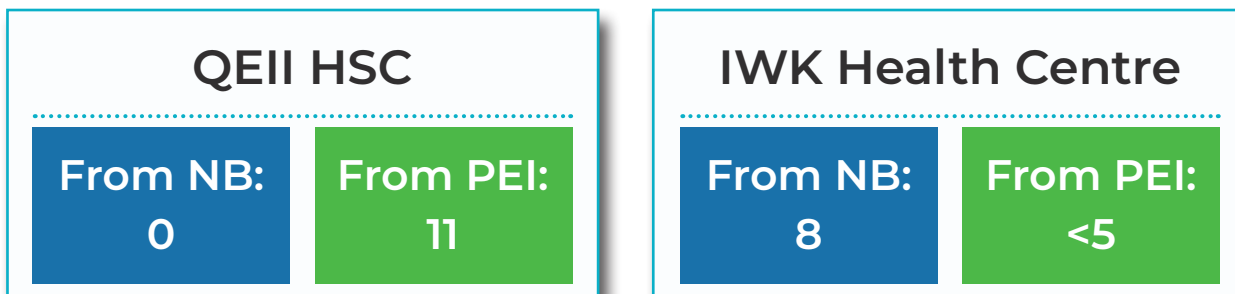 QEII HSC
From NB:
0
From PEI:
11
IWK Health Centre
From NB:
8
From PEI:
<5